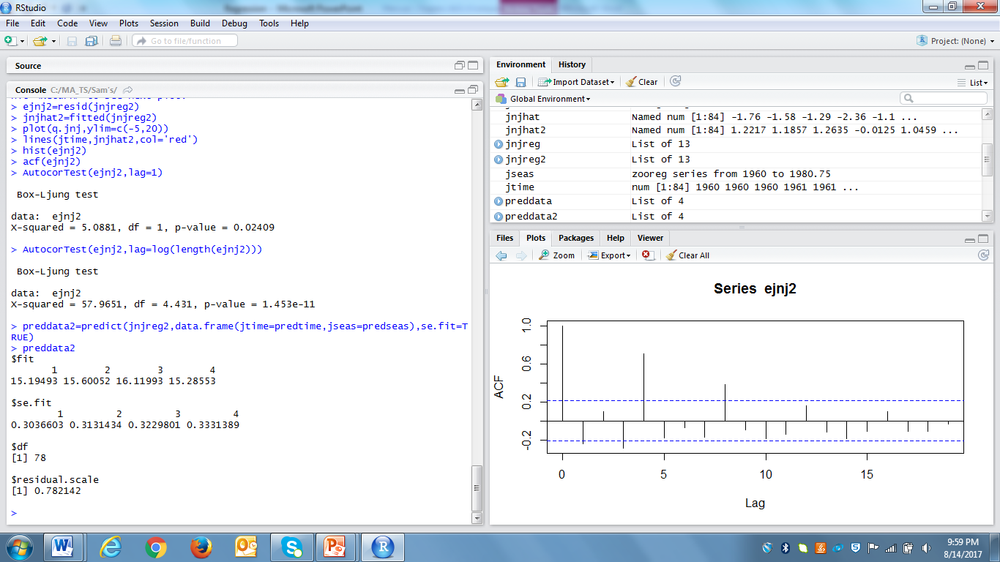 RStudio
Regression - Microsoft PowerPoint
File Edit Code View Plots Session Build Debug Tools Help
Go to file/function
Project: (None)
Source
Console C:/MA_TS/Sam's/
> ejnj2=resid(jnjreg2)
> jnjhat2=fitted(jnjreg2)
> plot(q.jnj,ylim=c(-5,20))
> lines(jtime,jnjhat2,col='red')
> hist(ejnj2)
> acf(ejnj2)
> AutocorTest(ejnj2,lag=1)
Box-Ljung test
data: ejnj2
X-squared = 5.0881, df = 1, p-value = 0.02409
> AutocorTest(ejnj2,lag=log(length(ejnj2)))
Box-Ljung test
data: ejnj2
X-squared = 57.9651, df = 4.431, p-value = 1.453e-11
> preddata2=predict(jnjreg2,data.frame(jtime=predtime,jseas=predseas),se.fit=T
RUE)
> preddata2
$fit
1 2 3 4
15.19493 15.60052 16.11993 15.28553
$se.fit
1 2 3 4
0.3036603 0.3131434 0.3229801 0.3331389
$df
[1] 78
$residual.scale
[1] 0.782142
>
Environment History
Import Dataset Clear List
Global Environment
jnjhat Named num [1:84] -1.76 -1.58 -1.29 -2.36 -1.1 ...
jnjhat2 Named num [1:84] 1.2217 1.1857 1.2635 -0.0125 1.0459 ...
jnjreg List of 13
jnjreg2 List of 13
jseas zooreg series from 1960 to 1980.75
jtime num [1:84] 1960 1960 1960 1961 1961 ...
preddata List of 4
preddata2 List of 4
Files Plots Packages Help Viewer
Zoom Export Clear All
Series ejnj2
ACF
1.0
0.6
0.2
-0.2
0 5 10 15
Lag
9:59 PM
8/14/2017